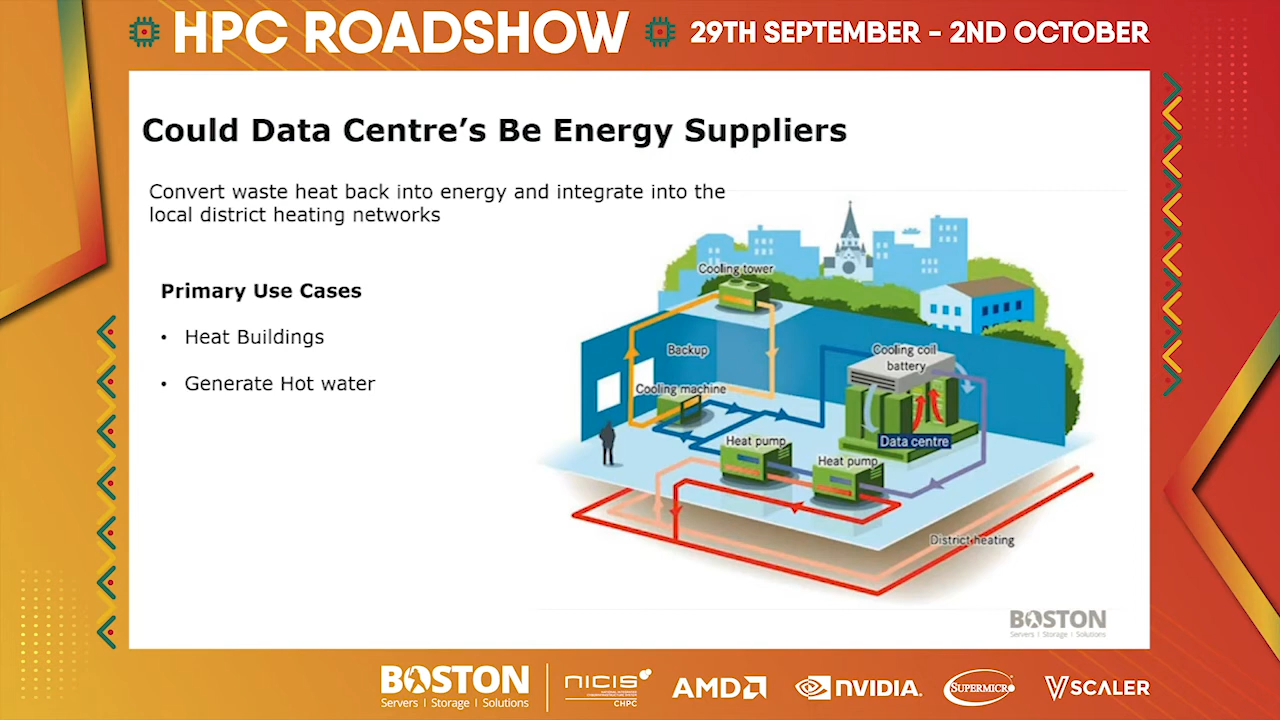 HPC ROADSHOW
29TH SEPTEMBER – 2ND OCTOBER
Could Data Centre’s Be Energy Suppliers
Convert waste heat back into energy and integrate into the
local district heating networks
Primary Use Cases
• Heat Buildings
• Generate Hot water
Cooling tower
Backup
Cooling coil
battery
Cooling machine
Heat pump
Data centre
Heat pump
District heating
BOSTON
Servers | Storage | Solutions
BOSTON
Servers | Storage | Solutions
NICIS
CHPC
AMD
NVIDIA.
SUPERMICR
VSCALER